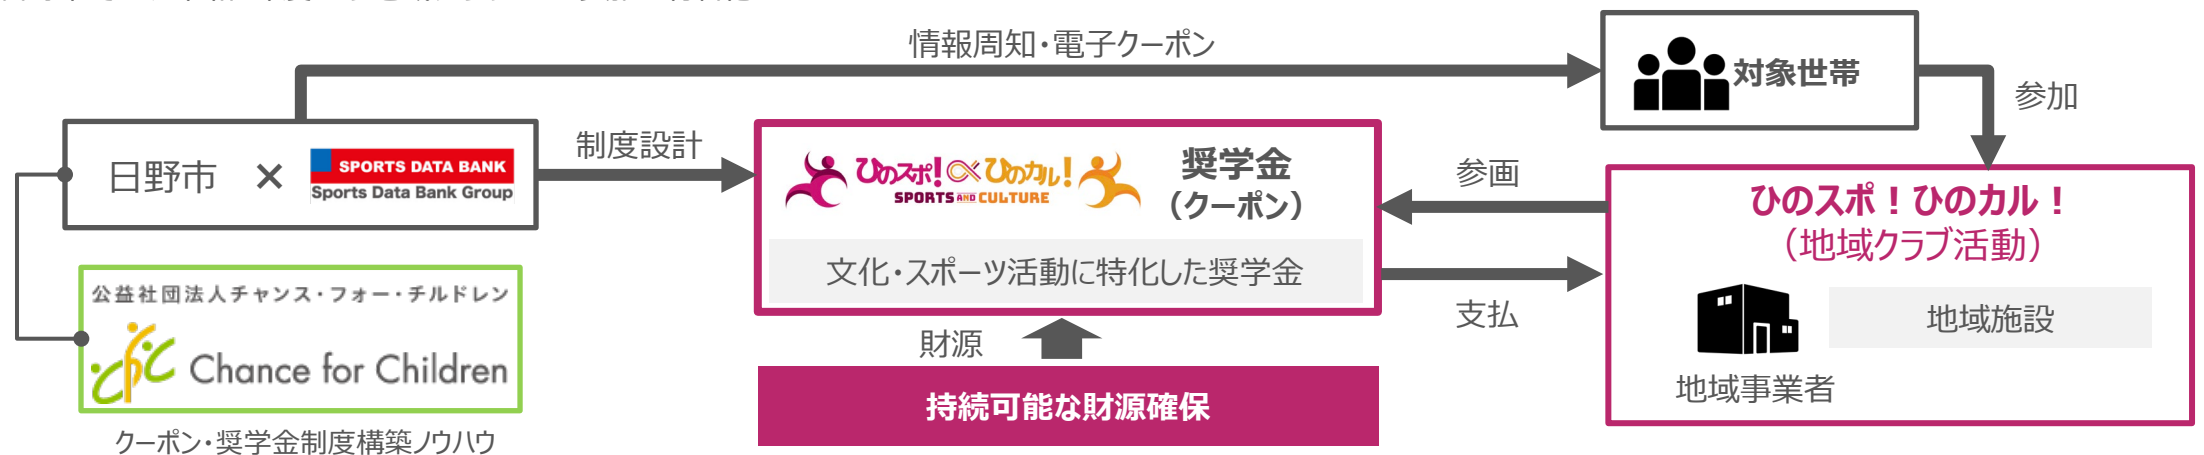 情報周知・電子クーポン
対象世帯
参加
日野市 × SPORTS DATA BANK
Sports Data Bank Group
制度設計
ひのスポ! ひのカル!
SPORTS AND CULTURE
奨学金
（クーポン）
文化・スポーツ活動に特化した奨学金
参画
支払
ひのスポ！ひのカル！
（地域クラブ活動）
地域施設
地域事業者
公益社団法人チャンス・フォー・チルドレン
cfc Chance for Children
クーポン・奨学金制度構築ノウハウ
財源
持続可能な財源確保